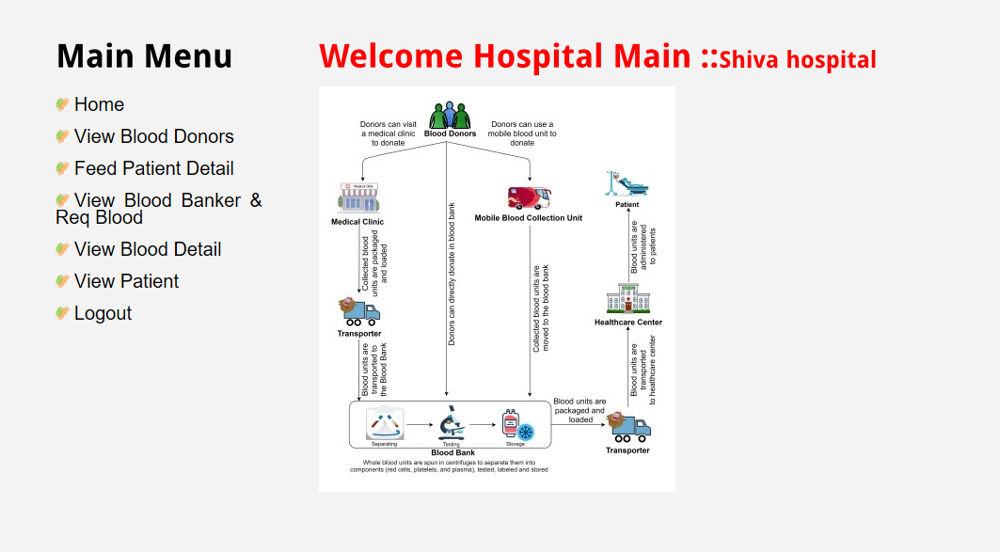 Main Menu
Home
View Blood Donors
Feed Patient Detail
View Blood Banker &
Req Blood
View Blood Detail
View Patient
Logout
Welcome Hospital Main ::Shiva hospital
Donors can visit
a medical clinic
to donate
Blood Donors
Donors can use a
mobile blood unit to
donate
Medical Clinic
Medical Clinic
Mobile Blood Collection Unit
Patient
Collected blood
units are packaged
and loaded
Donors can directly donate in blood bank
Collected blood units are
moved to the blood bank
Blood units are
administered
to patients
Transporter
Healthcare Center
Blood units are
transported to
the Blood Bank
Blood units are
transported
to healthcare center
Separating
Testing
Storage
Blood Bank
Blood units are
packaged and
loaded
Transporter
Whole blood units are spun in centrifuges to separate them into
components (red cells, platelets, and plasma), tested, labeled and stored